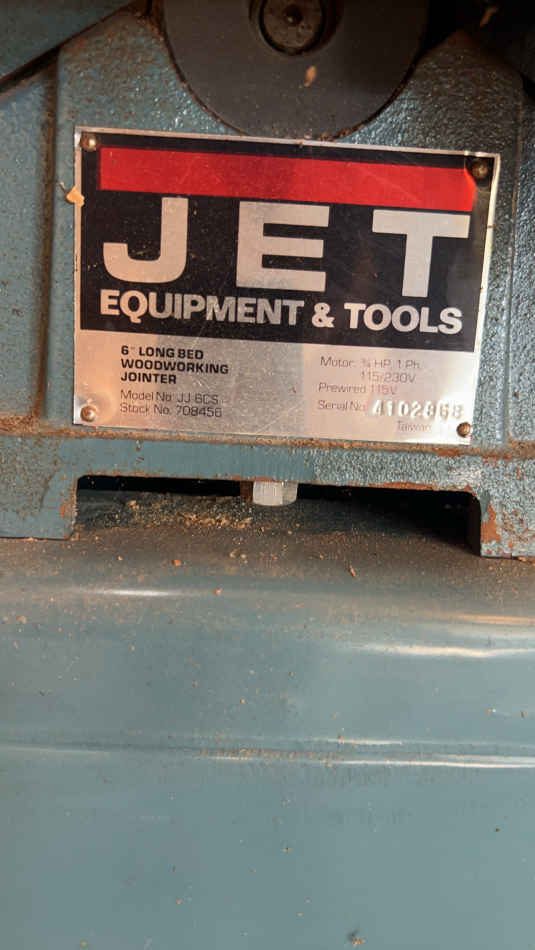 JET
EQUIPMENT & TOOLS
6" LONG BED
WOODWORKING
JOINTER
Model No. JJ 6CS
Stock No. 708456
Motor: ¾ HP, 1 Ph.
115/230V
Prewired 115V
Serial No. 4102868
Taiwan